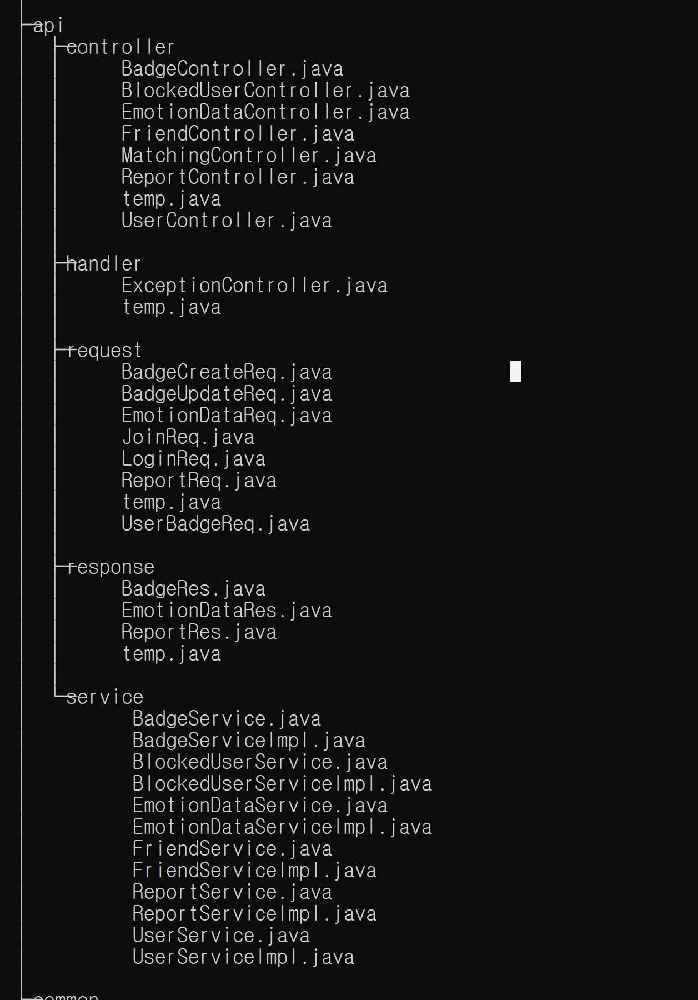 ├─api
│  ├─controller
│  │      BadgeController.java
│  │      BlockedUserController.java
│  │      EmotionDataController.java
│  │      FriendController.java
│  │      MatchingController.java
│  │      ReportController.java
│  │      temp.java
│  │      UserController.java
│  │
│  ├─handler
│  │      ExceptionController.java
│  │      temp.java
│  │
│  ├─request
│  │      BadgeCreateReq.java
│  │      BadgeUpdateReq.java
│  │      EmotionDataReq.java
│  │      JoinReq.java
│  │      LoginReq.java
│  │      ReportReq.java
│  │      temp.java
│  │      UserBadgeReq.java
│  │
│  ├─response
│  │      BadgeRes.java
│  │      EmotionDataRes.java
│  │      ReportRes.java
│  │      temp.java
│  │
│  └─service
│          BadgeService.java
│          BadgeServiceImpl.java
│          BlockedUserService.java
│          BlockedUserServiceImpl.java
│          EmotionDataService.java
│          EmotionDataServiceImpl.java
│          FriendService.java
│          FriendServiceImpl.java
│          ReportService.java
│          ReportServiceImpl.java
│          UserService.java
│          UserServiceImpl.java
│
├─common